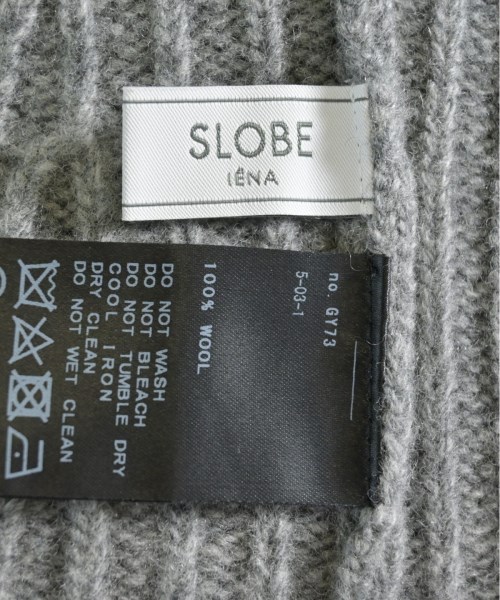 SLOBE
IÉNA
no. GY73
5-03-1
100% WOOL
DO NOT WASH
DO NOT BLEACH
DO NOT TUMBLE DRY
COOL IRON
DRY CLEAN
DO NOT WET CLEAN